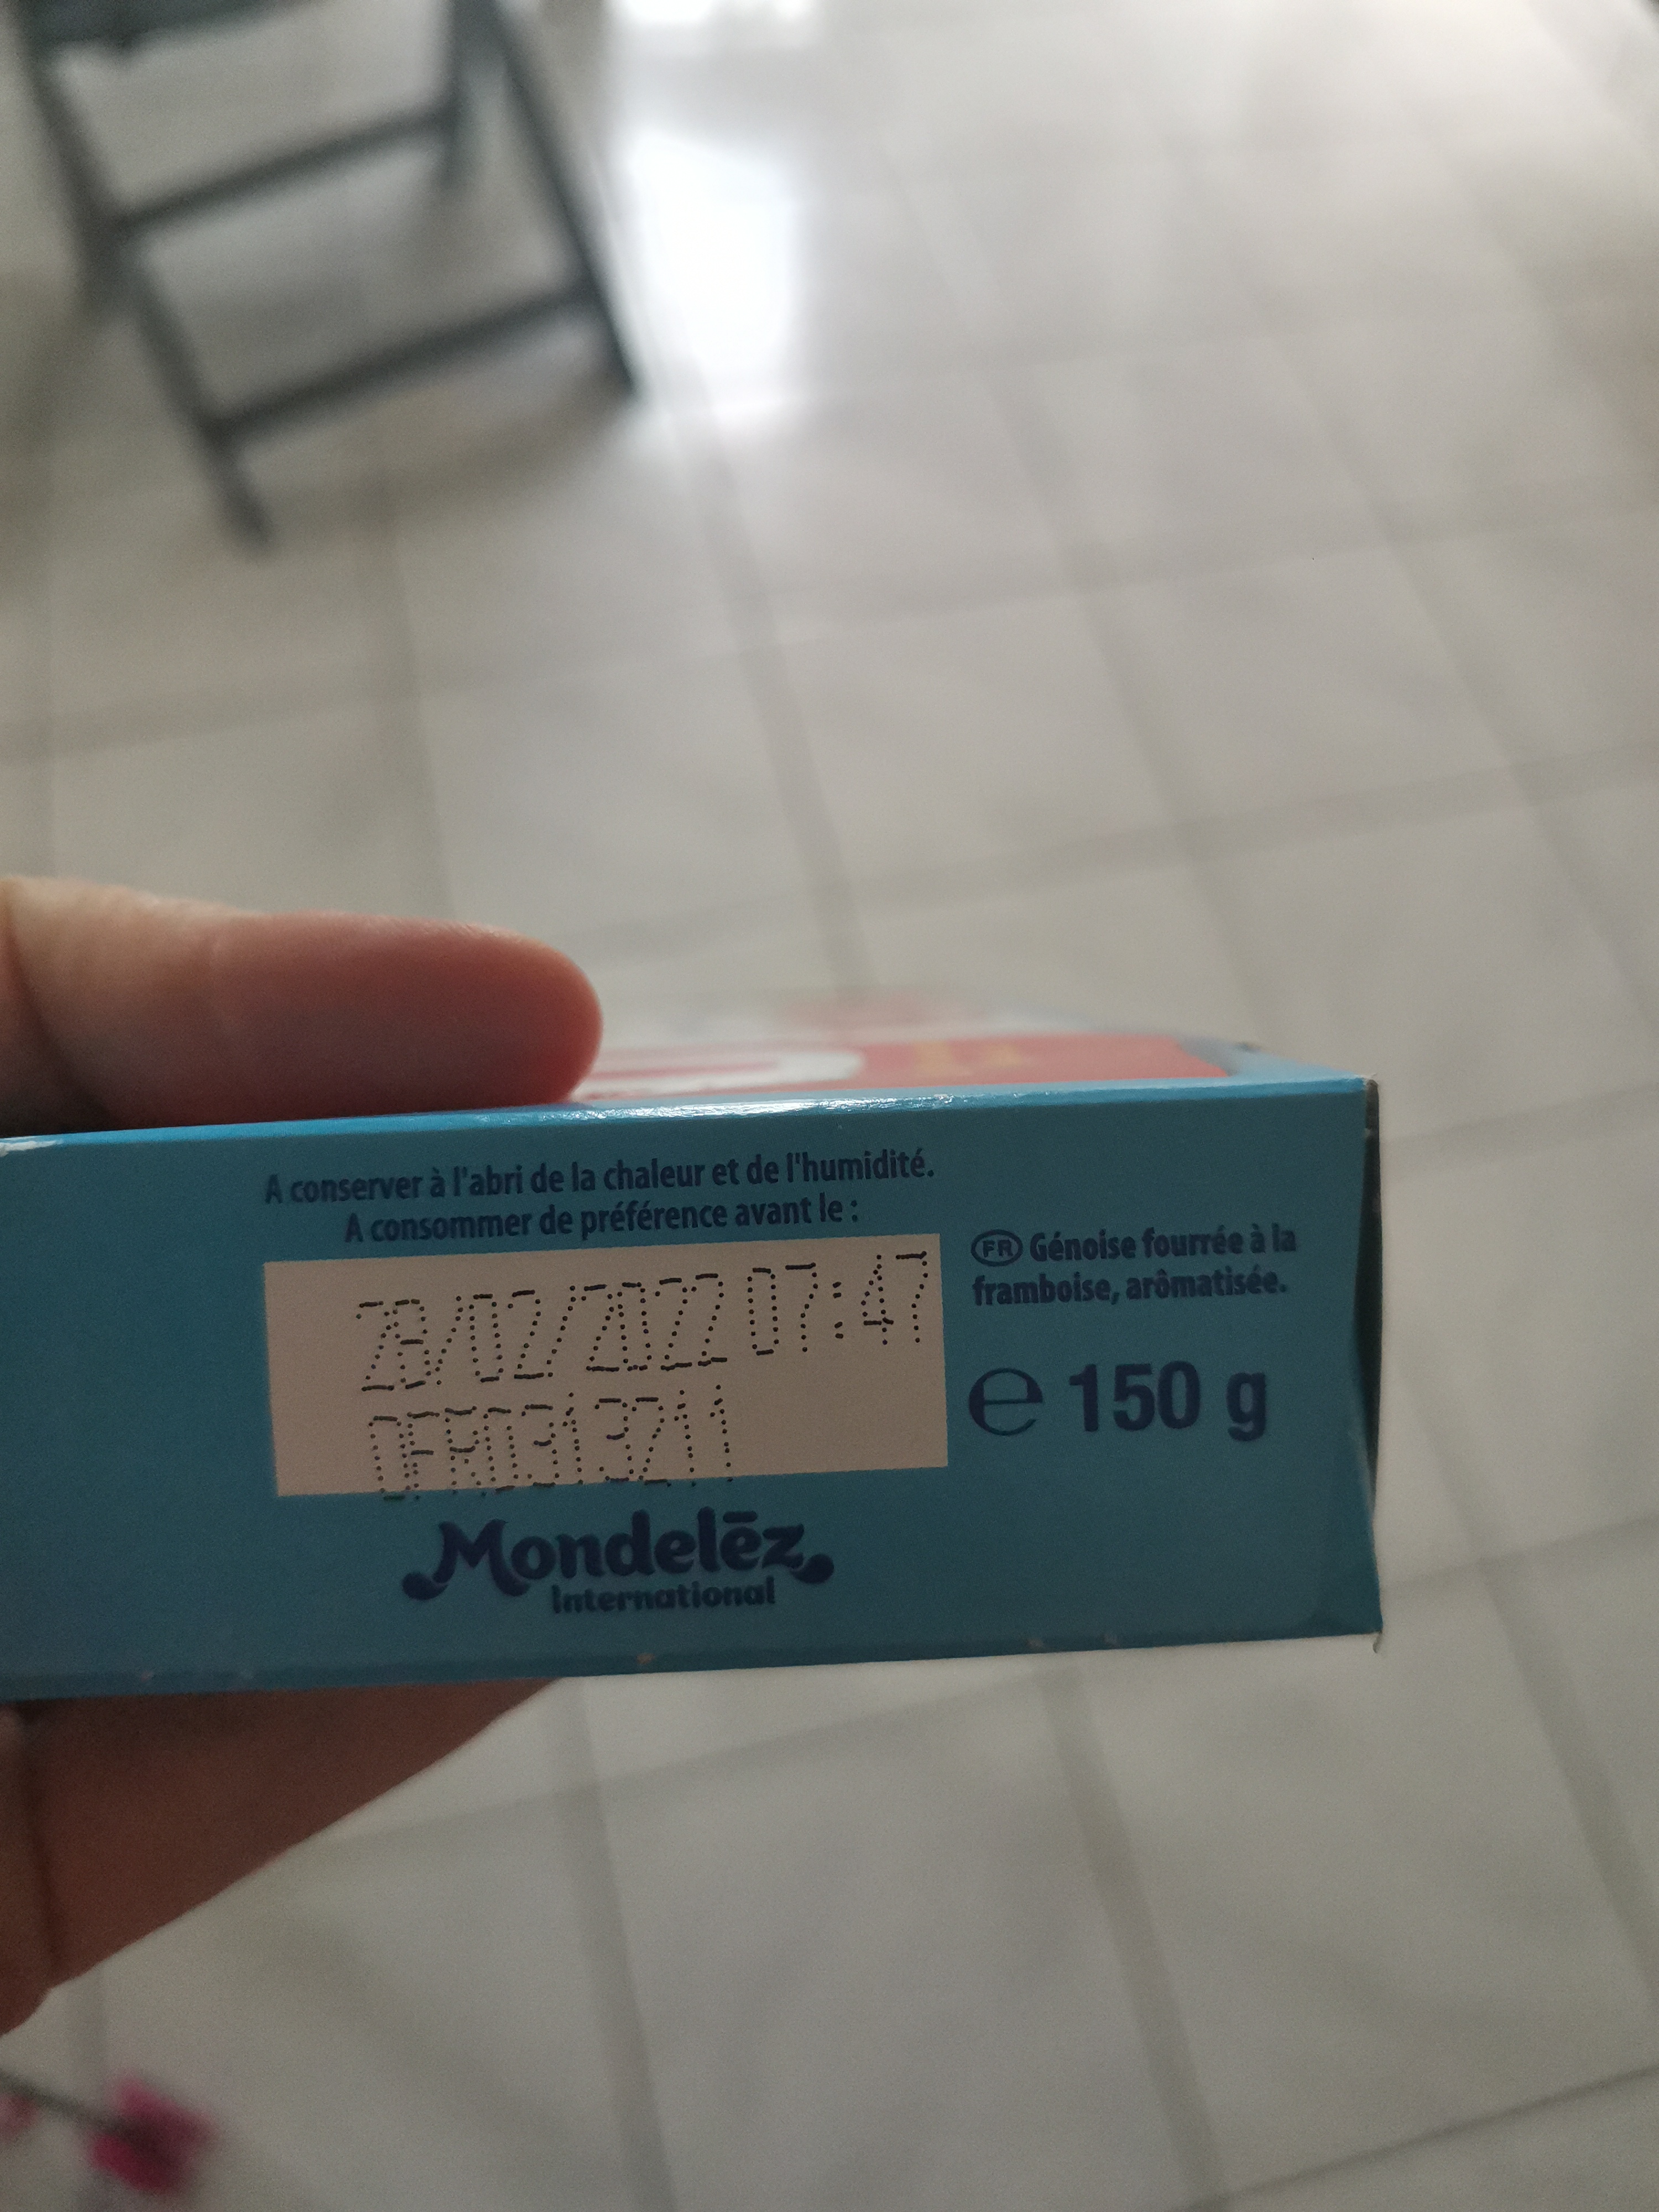 A conserver à l'abri de la chaleur et de l'humidité.
A consommer de préférence avant le :
28/02/2022 07:47
OFR0313211
FR Génoise fourrée à la
framboise, arômatisée.
e 150 g
Mondelēz
International